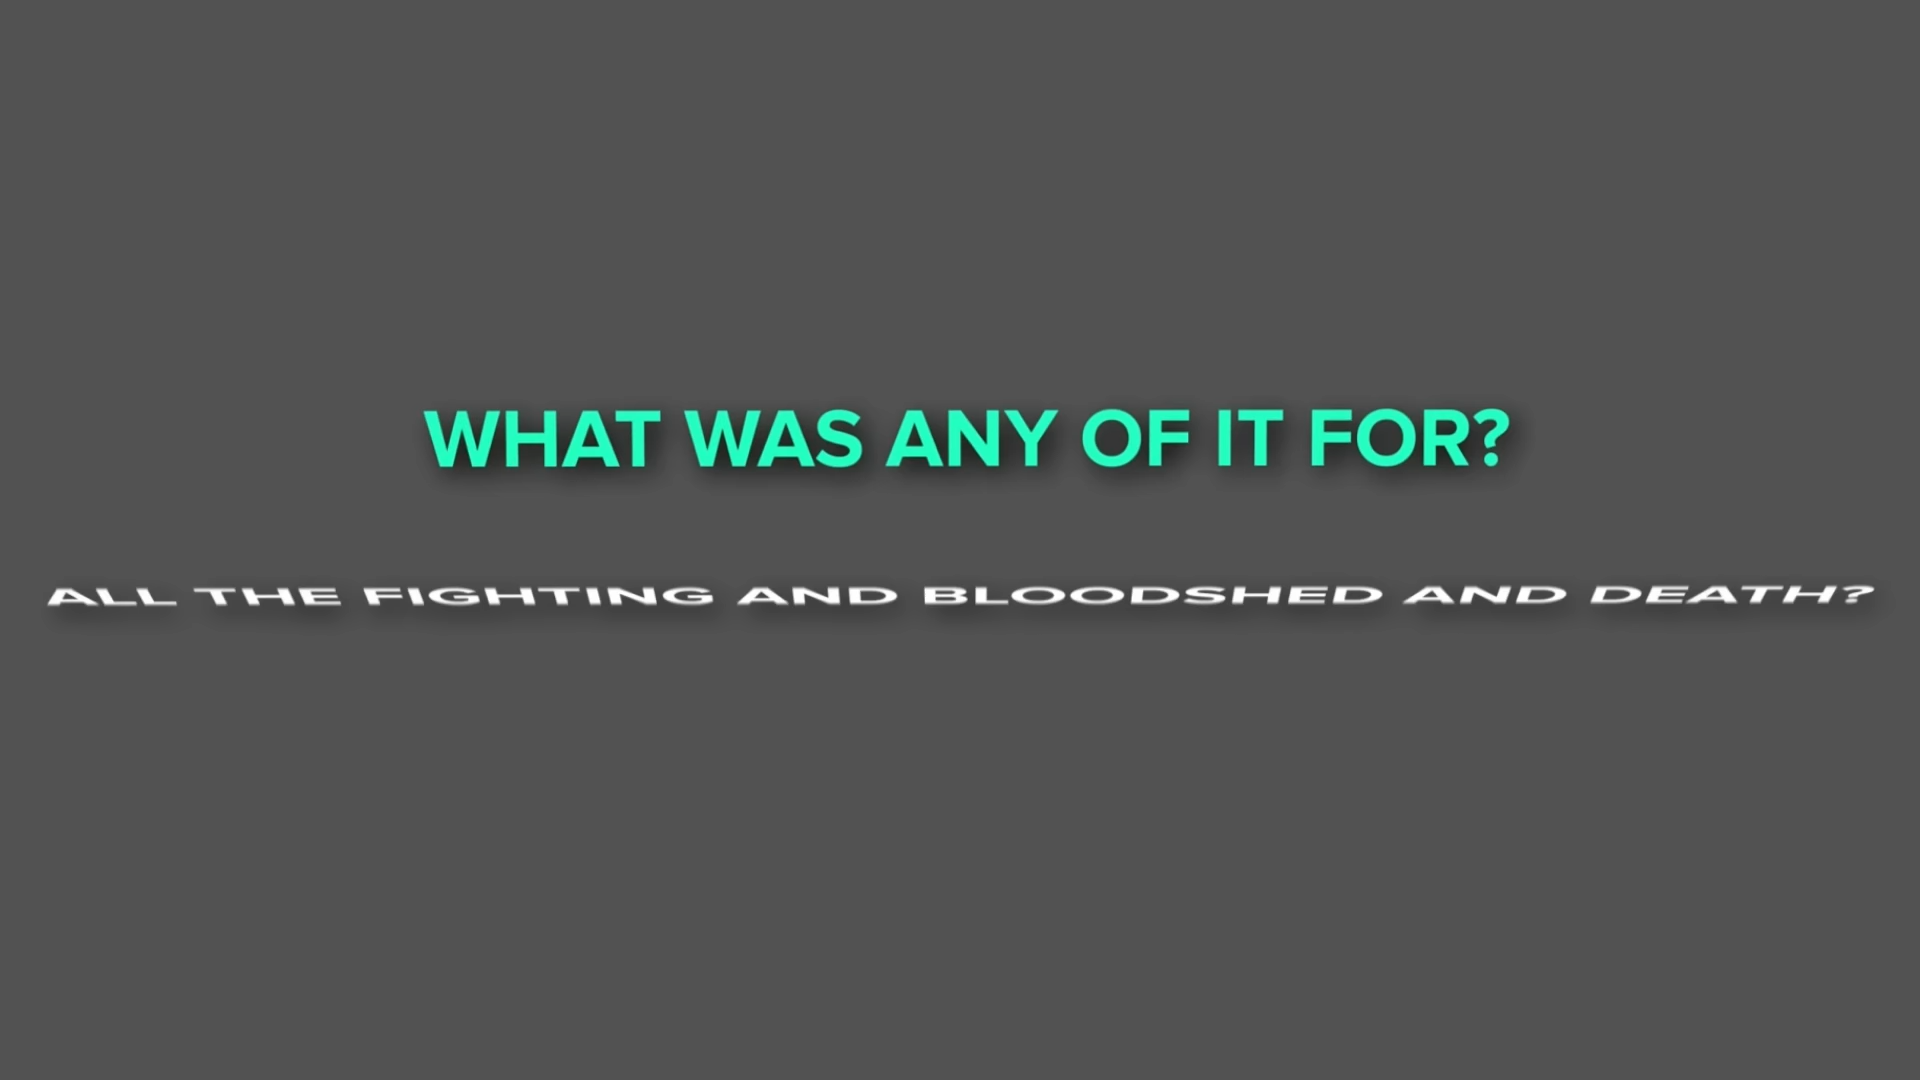 WHAT WAS ANY OF IT FOR?
ALL THE FIGHTING AND BLOODSHED AND DEATH?